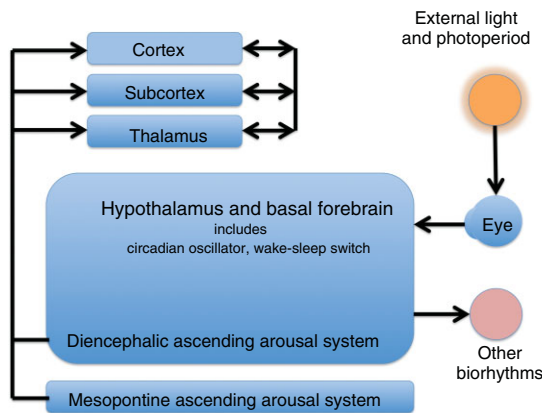 External light
and photoperiod
Cortex
Subcortex
Thalamus
Hypothalamus and basal forebrain
includes
circadian oscillator, wake-sleep switch
Eye
Diencephalic ascending arousal system
Other
biorhythms
Mesopontine ascending arousal system